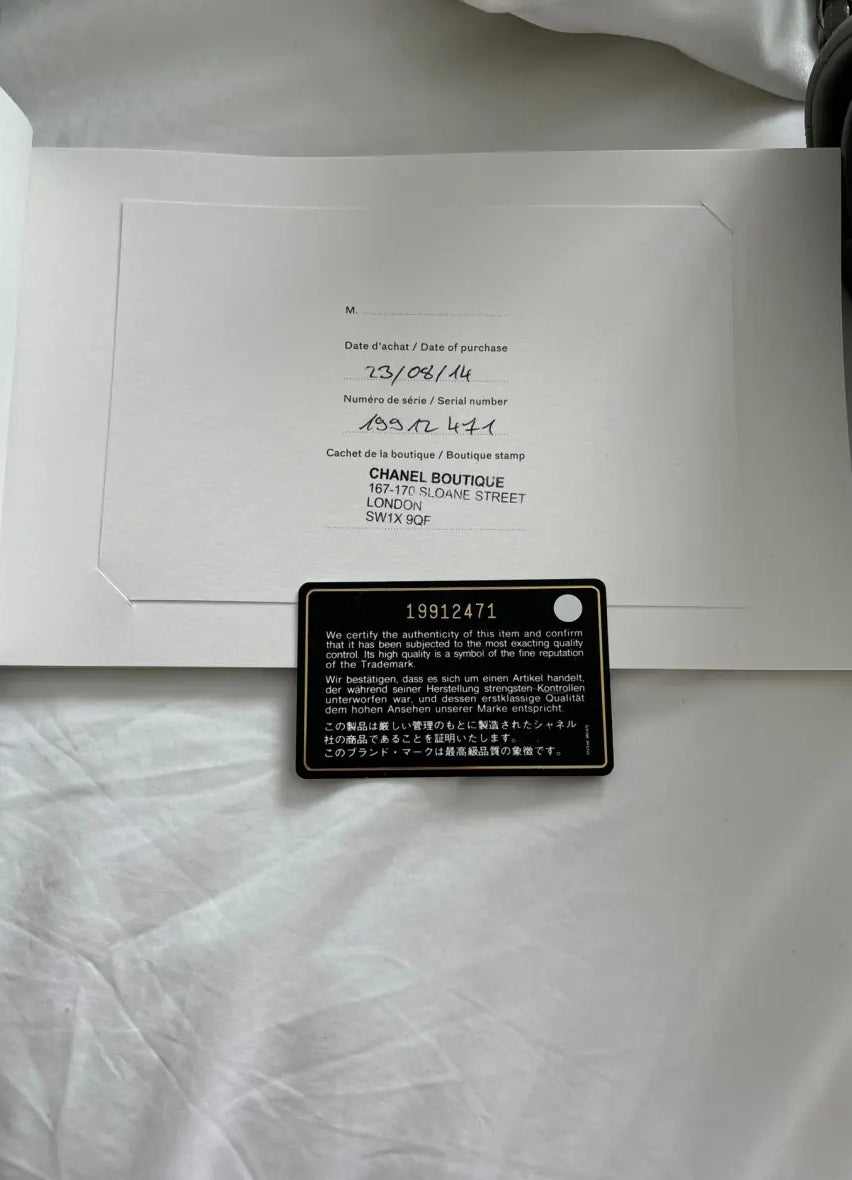 M.
Date d'achat / Date of purchase
23/08/14
Numéro de série / Serial number
19912471
Cachet de la boutique / Boutique stamp
CHANEL BOUTIQUE
167-170 SLOANE STREET
LONDON
SW1X 9QF
19912471
We certify the authenticity of this item and confirm
that it has been subjected to the most exacting quality
control. Its high quality is a symbol of the fine reputation
of the Trademark.
Wir bestätigen, dass es sich um einen Artikel handelt,
der während seiner Herstellung strengsten Kontrollen
unterworfen war, und dessen erstklassige Qualität
dem hohen Ansehen unserer Marke entspricht.
この製品は厳しい管理のもとに製造されたシャネル
社の商品であることを証明いたします。
このブランド・マークは最高級品質の象徴です。